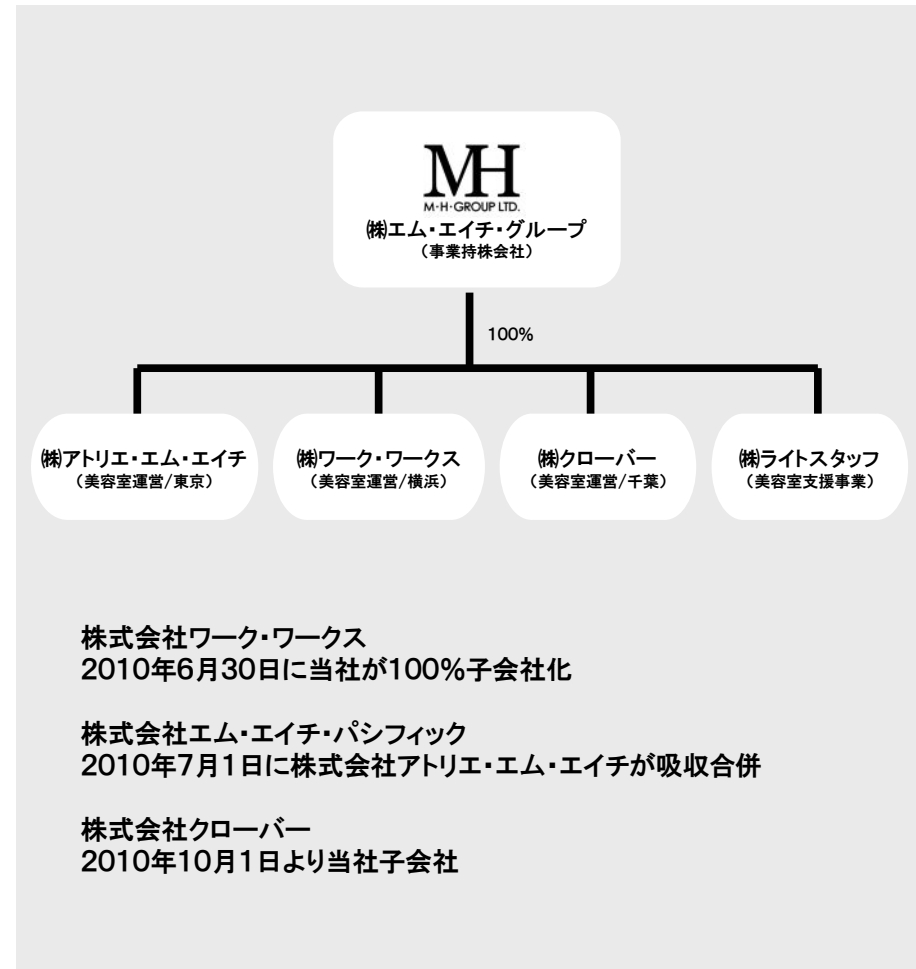 MH
M·H·GROUP LTD.
㈱エム・エイチ・グループ
（事業持株会社）
100%
㈱アトリエ・エム・エイチ
（美容室運営/東京）
㈱ワーク・ワークス
（美容室運営/横浜）
㈱クローバー
（美容室運営/千葉）
㈱ライトスタッフ
（美容室支援事業）
株式会社ワーク・ワークス
2010年6月30日に当社が100%子会社化
株式会社エム・エイチ・パシフィック
2010年7月1日に株式会社アトリエ・エム・エイチが吸収合併
株式会社クローバー
2010年10月1日より当社子会社